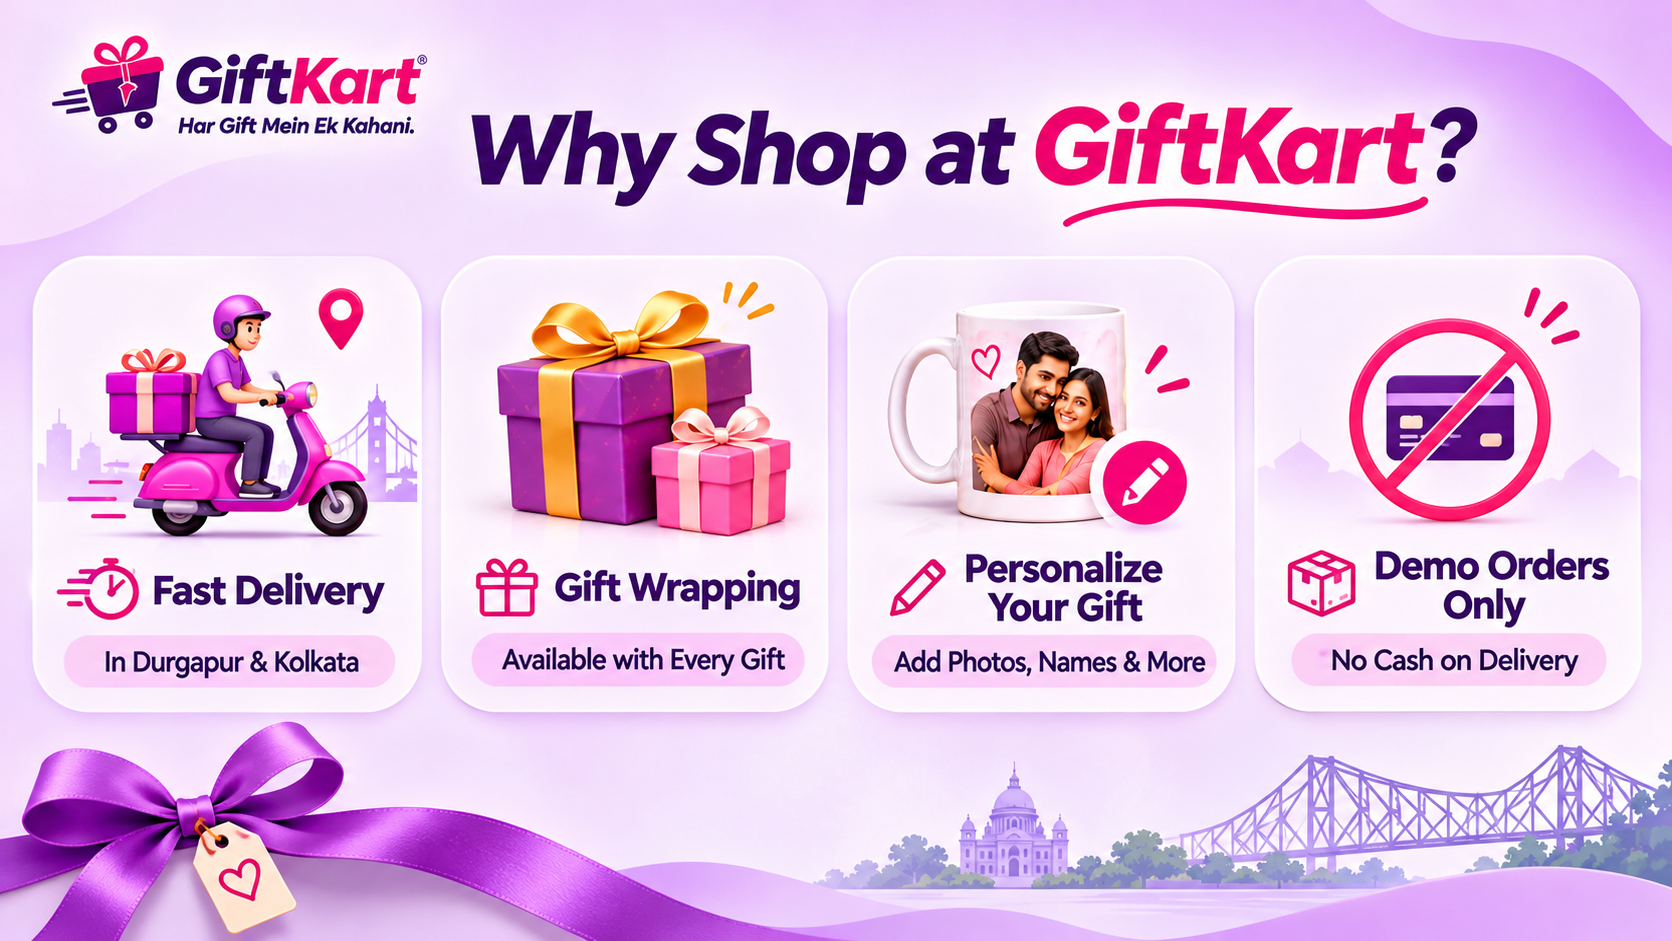 GiftKart®
Har Gift Mein Ek Kahani.
Why Shop at GiftKart?
Fast Delivery
In Durgapur & Kolkata
Gift Wrapping
Available with Every Gift
Personalize
Your Gift
Add Photos, Names & More
Demo Orders
Only
No Cash on Delivery